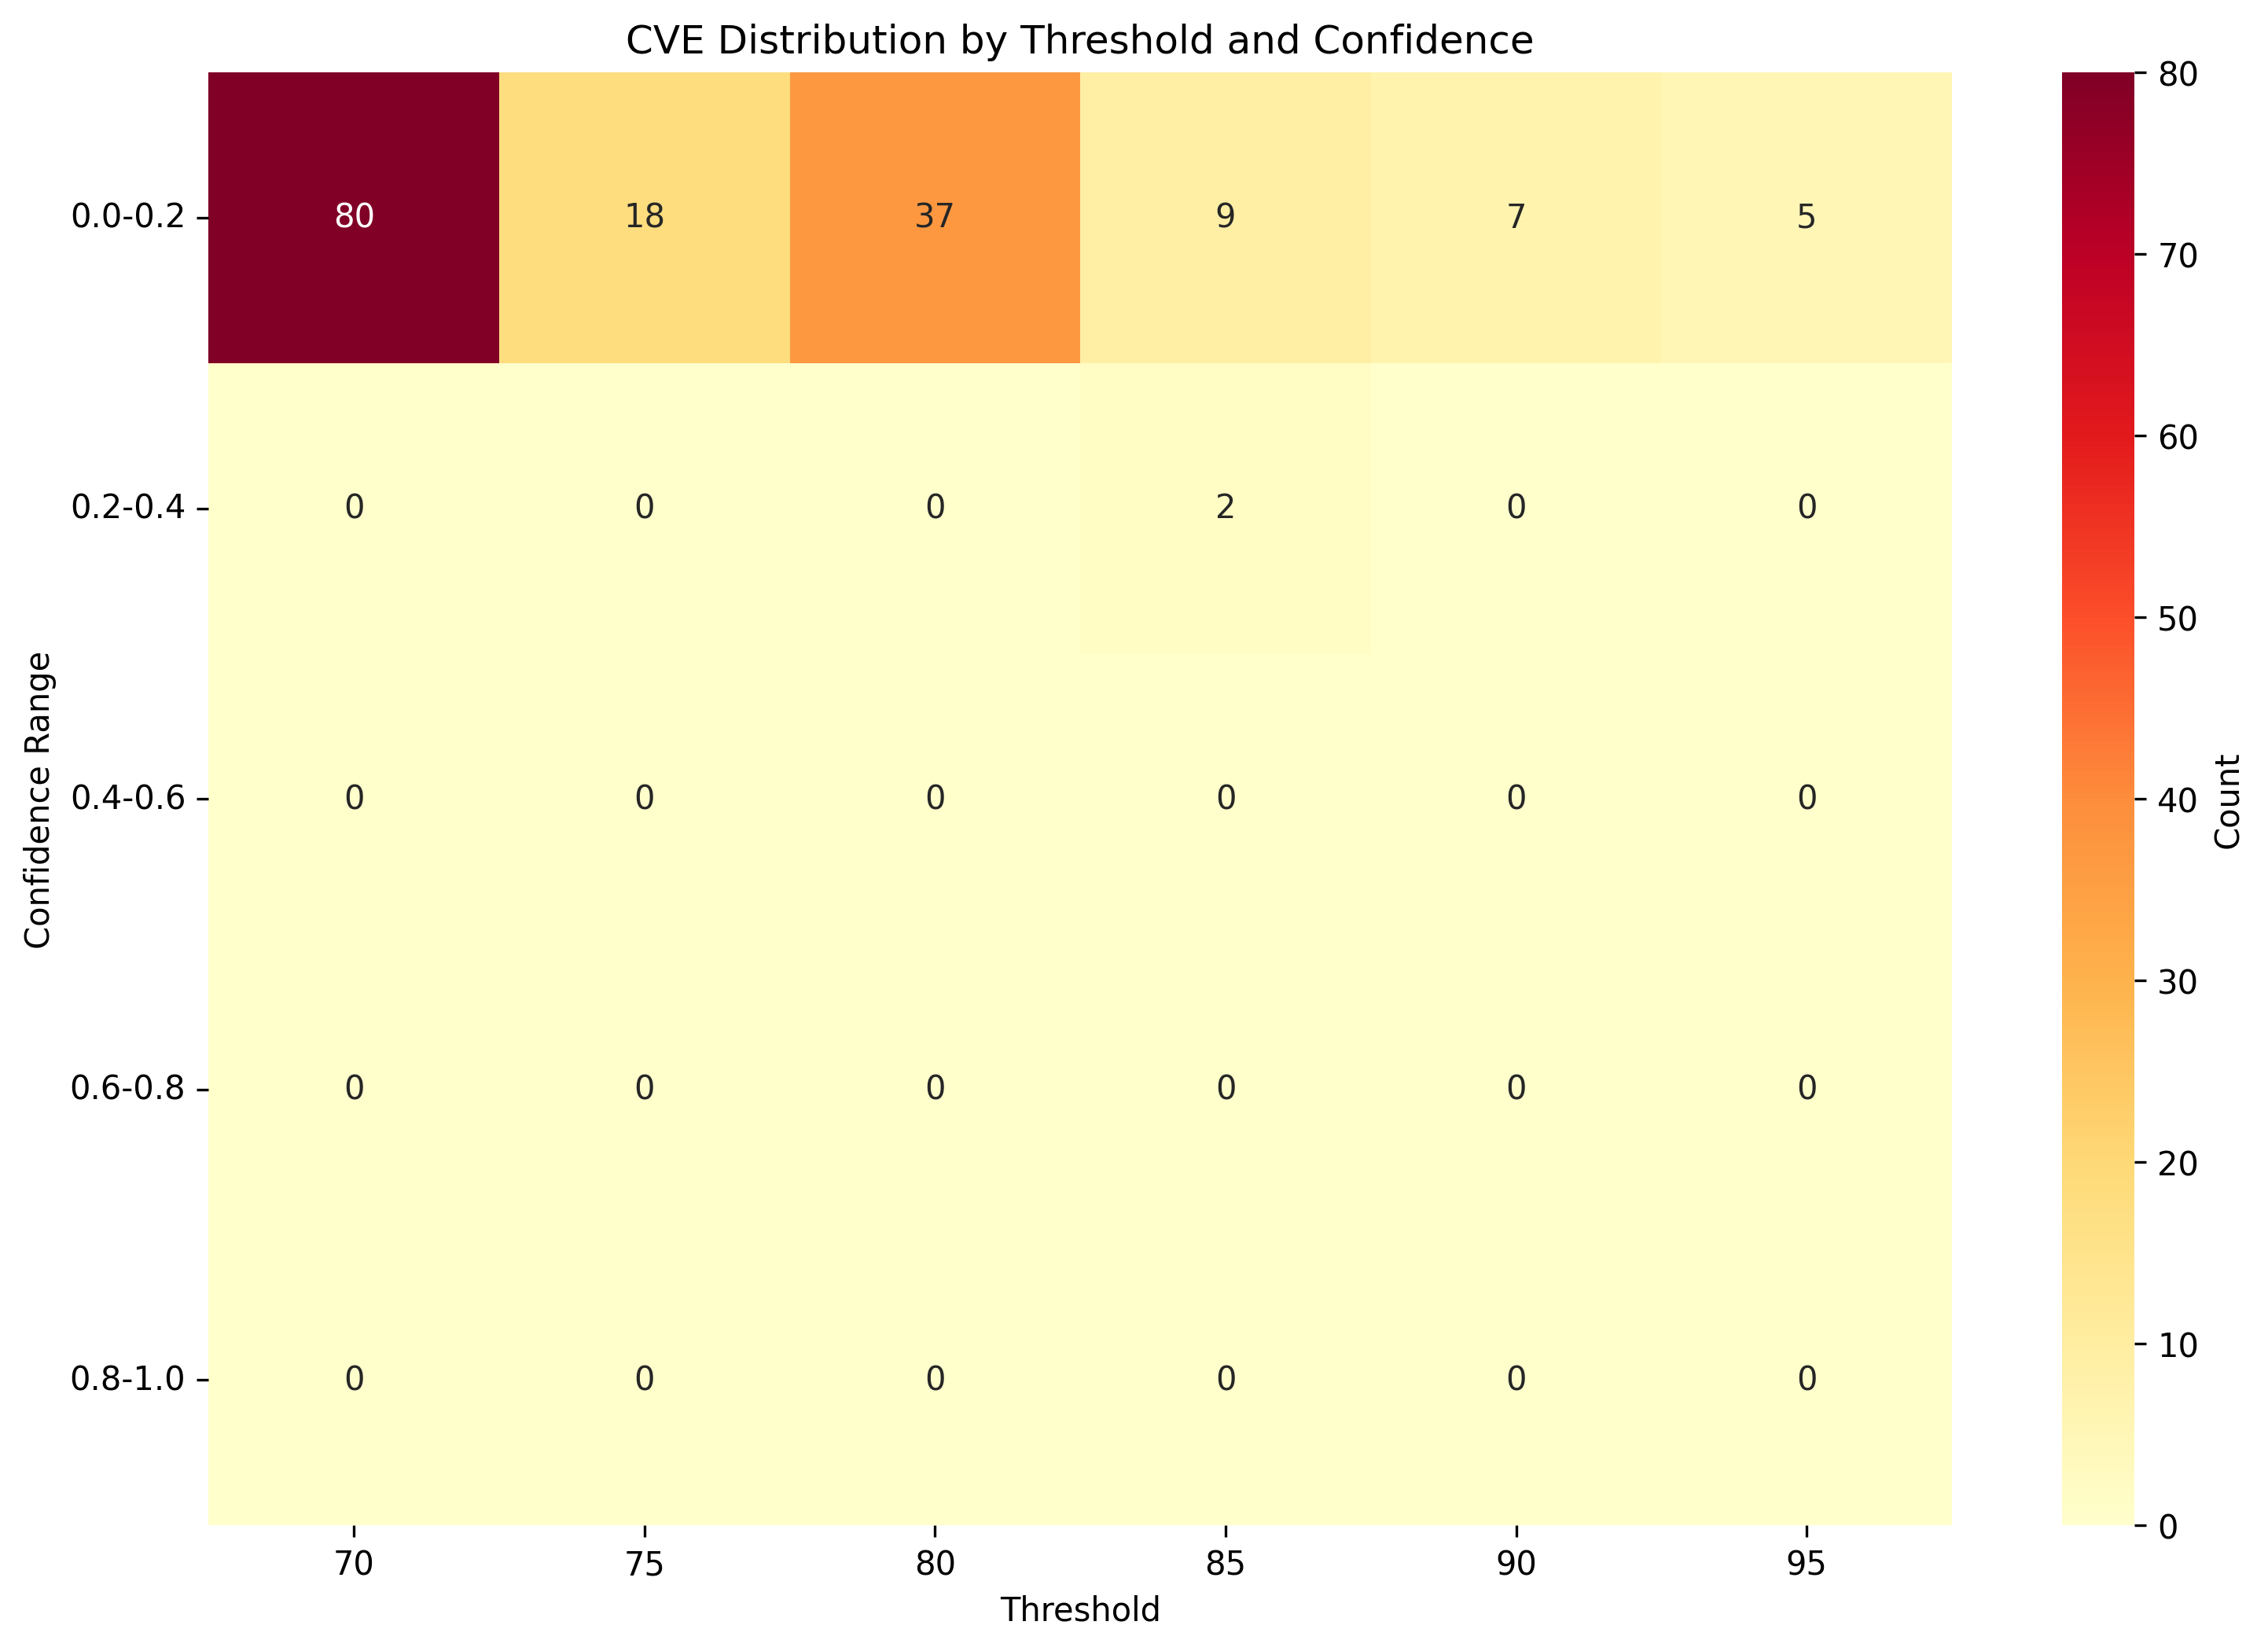 CVE Distribution by Threshold and Confidence
0.0-0.2 80 18 37 9 7 5
0.2-0.4 0 0 0 2 0 0
0.4-0.6 0 0 0 0 0 0
0.6-0.8 0 0 0 0 0 0
0.8-1.0 0 0 0 0 0 0
70 75 80 85 90 95
Threshold
Confidence Range
80
70
60
50
40
30
20
10
0
Count